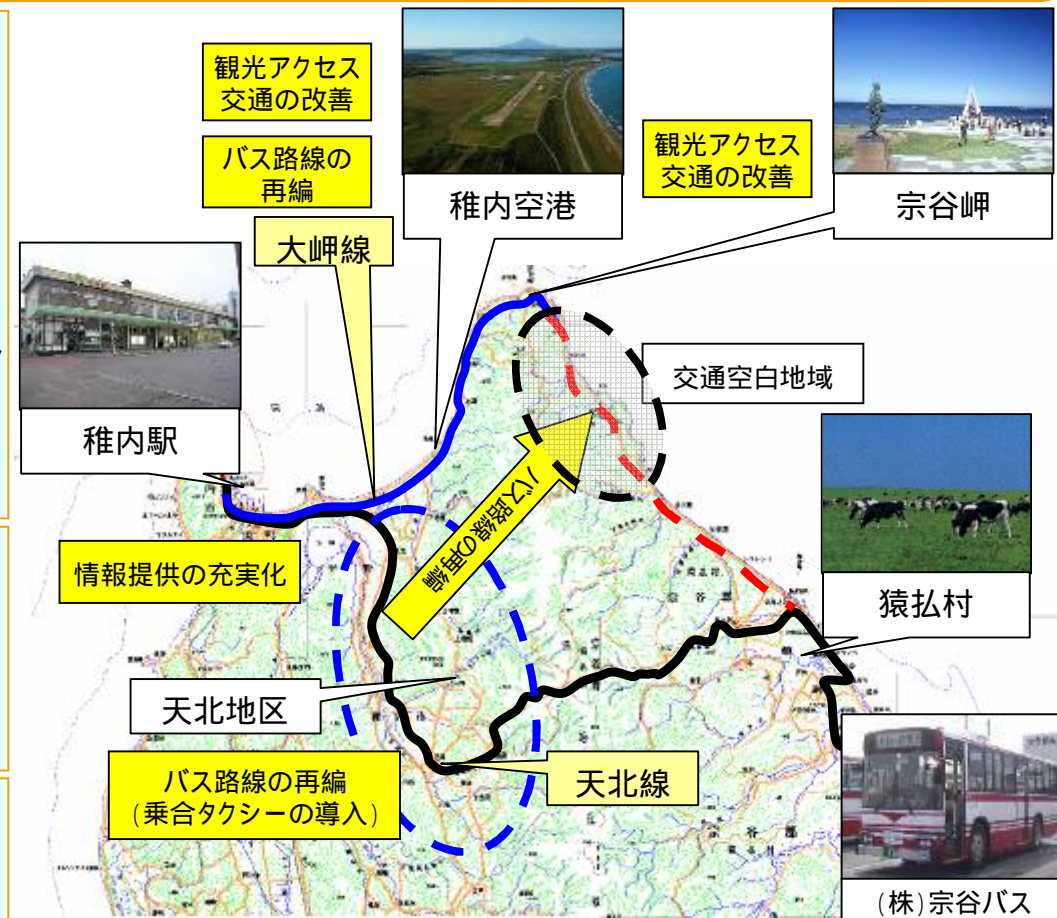 観光アクセス
交通の改善
バス路線の
再編
大岬線
稚内空港
観光アクセス
交通の改善
宗谷岬
稚内駅
交通空白地域
バス路線の再編
情報提供の充実化
猿払村
天北地区
バス路線の再編
(乗合タクシーの導入)
天北線
(株)宗谷バス